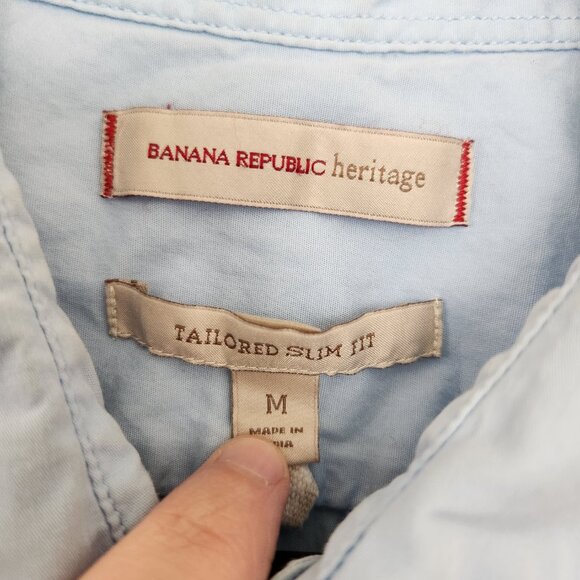 BANANA REPUBLIC heritage
TAILORED SLIM FIT
M
MADE IN